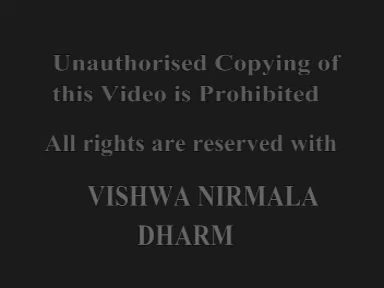 Unauthorised Copying of
this Video is Prohibited
All rights are reserved with
VISHWA NIRMALA
DHARM